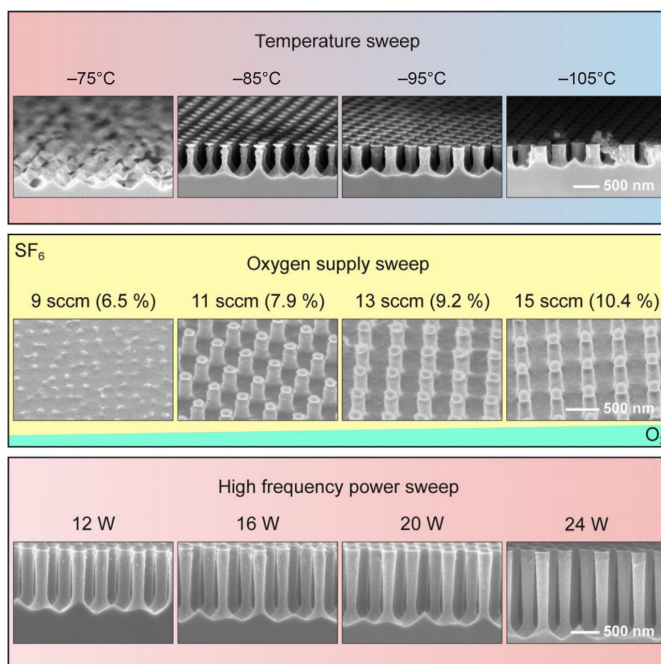 Temperature sweep
–75°C –85°C –95°C –105°C
500 nm
SF₆
Oxygen supply sweep
9 sccm (6.5 %) 11 sccm (7.9 %) 13 sccm (9.2 %) 15 sccm (10.4 %)
500 nm
O₂
High frequency power sweep
12 W 16 W 20 W 24 W
500 nm